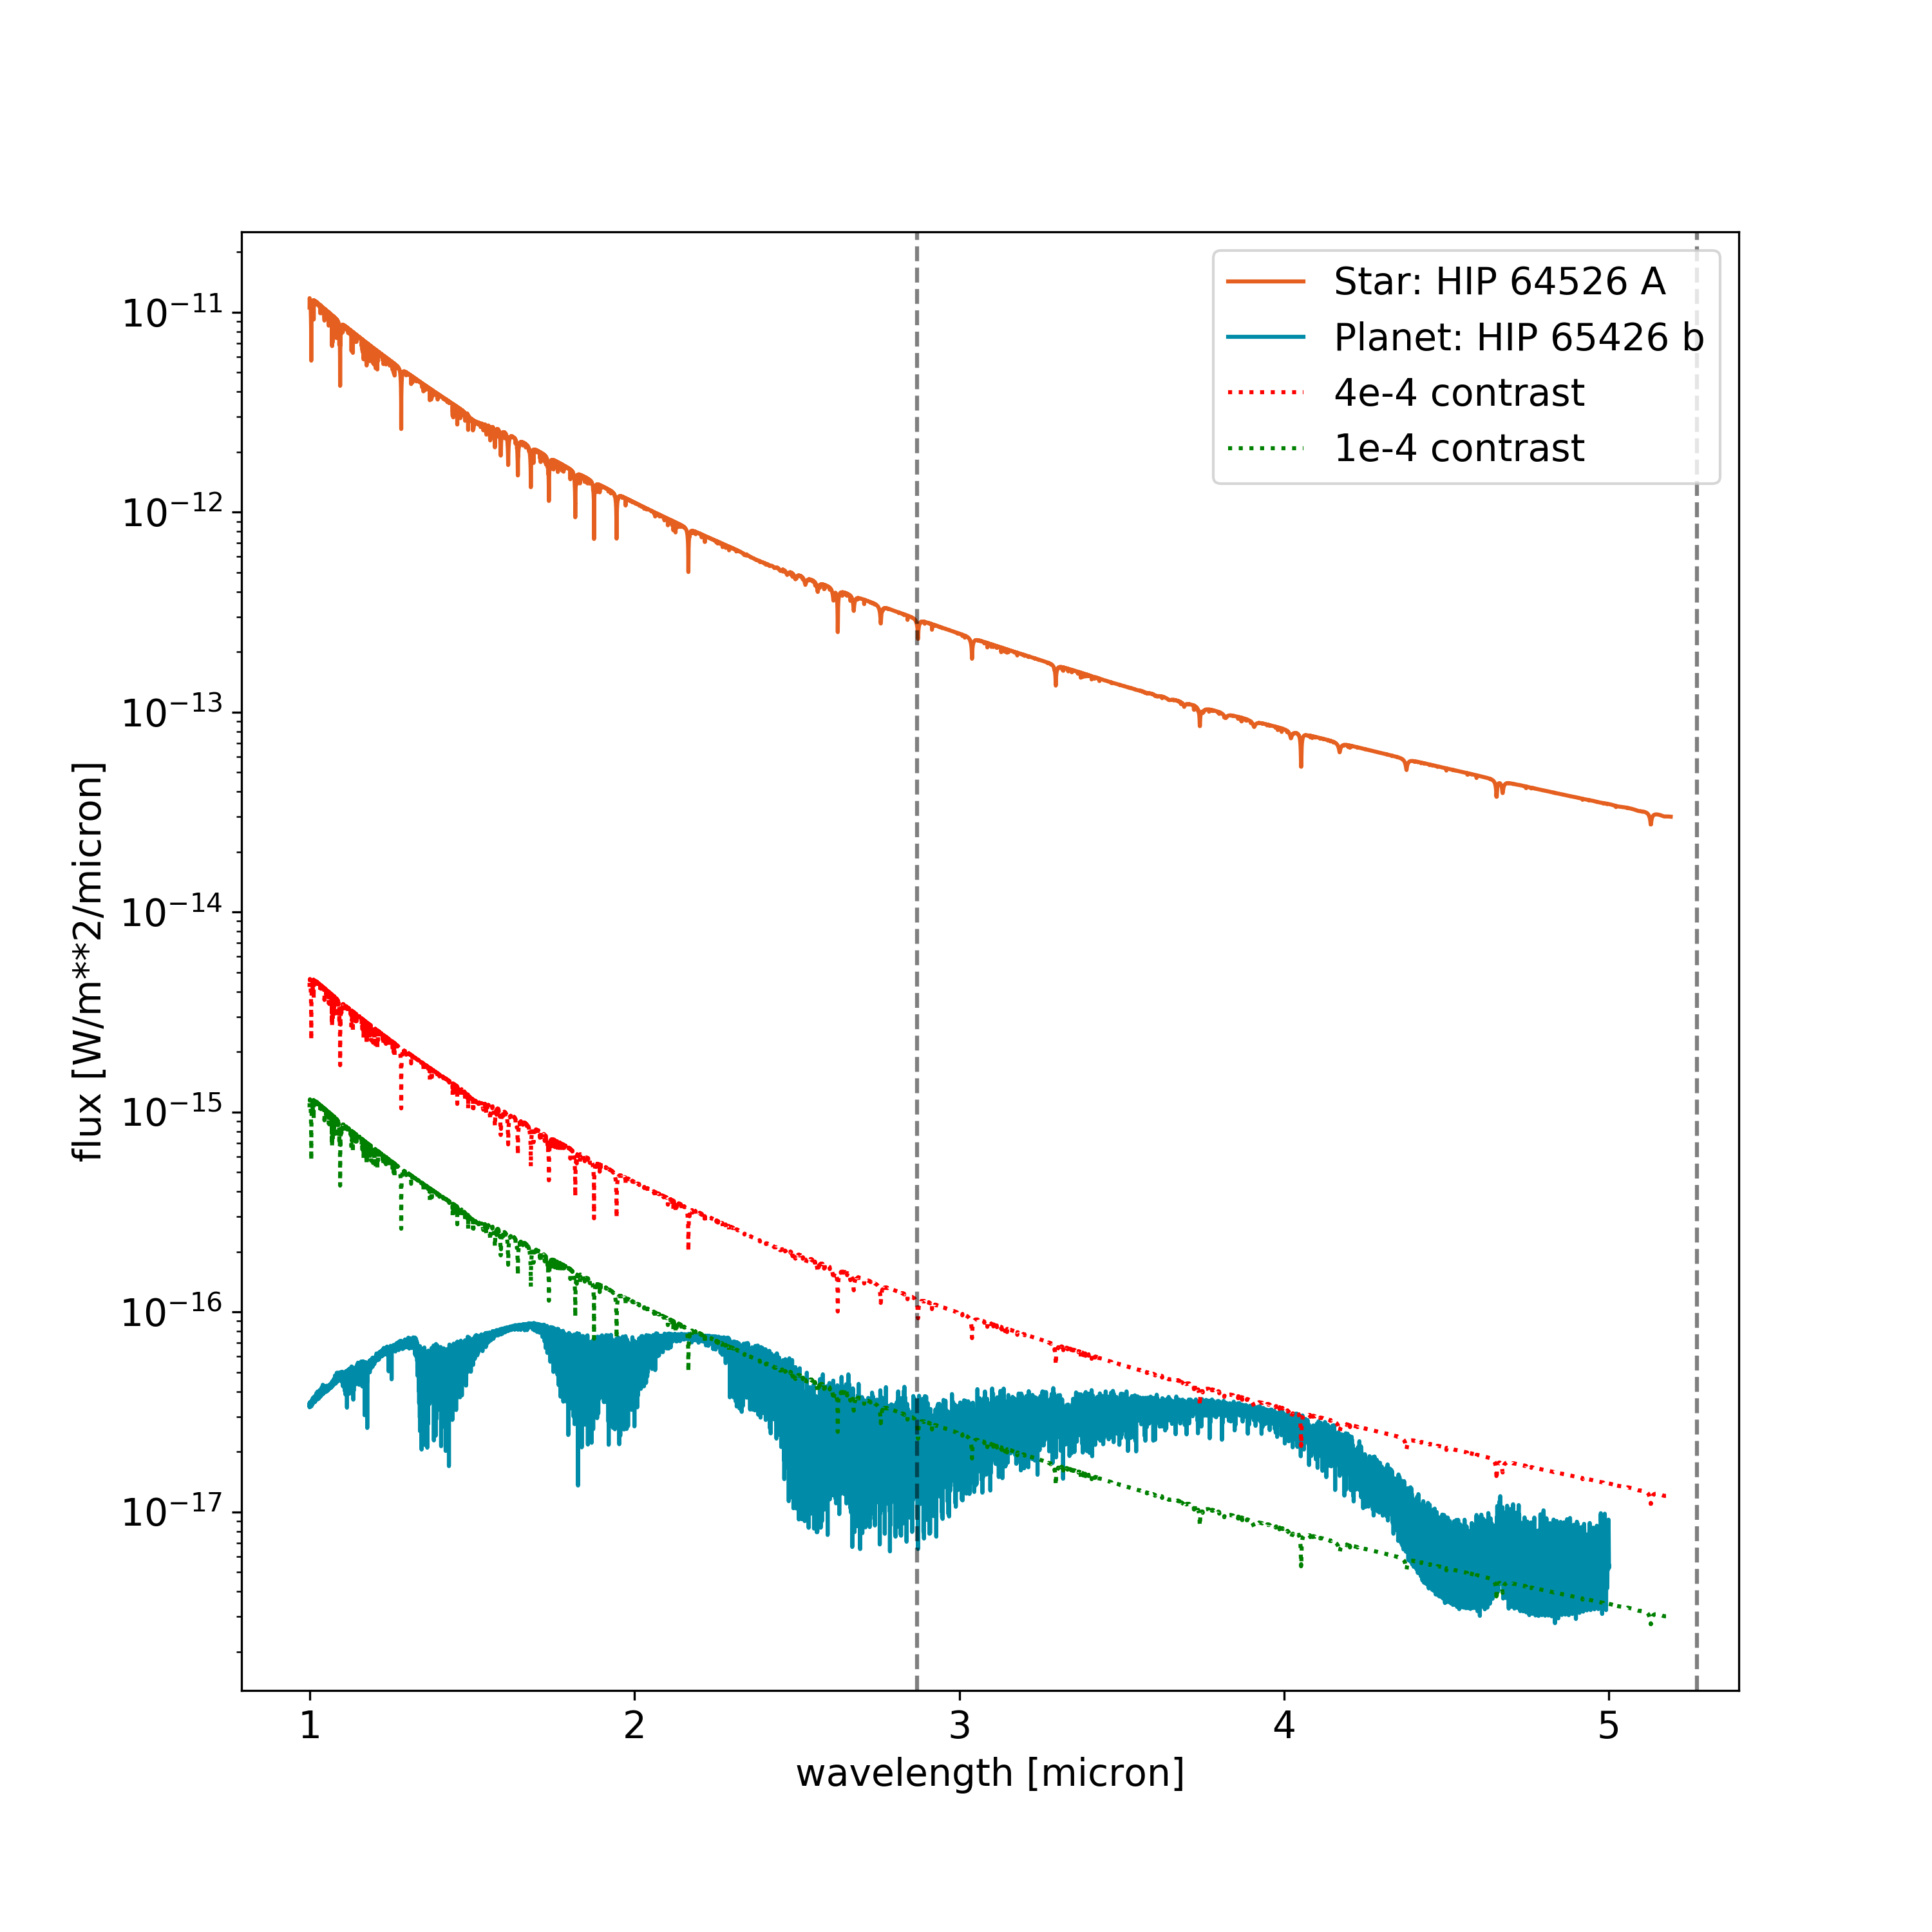 Star: HIP 64526 A
Planet: HIP 65426 b
4e-4 contrast
1e-4 contrast
10⁻¹¹
10⁻¹²
10⁻¹³
10⁻¹⁴
10⁻¹⁵
10⁻¹⁶
10⁻¹⁷
flux [W/m**2/micron]
1 2 3 4 5
wavelength [micron]